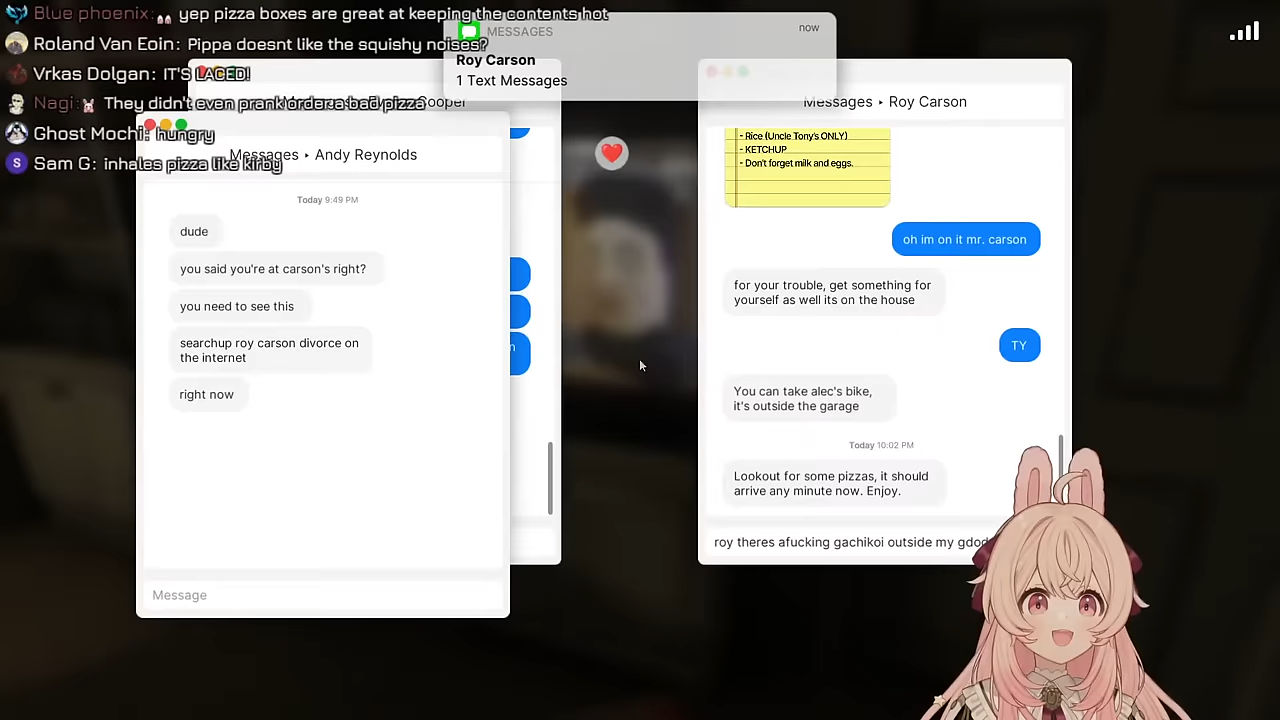 Blue phoenix: yep pizza boxes are great at keeping the contents hot
Roland Van Eoin: Pippa doesnt like the squishy noises?
Vrkas Dolgan: IT'S LACED!
Nagi: They didn't even prank order a bad pizza
Ghost Mochi: hungry
Sam G: inhales pizza like kirby
MESSAGES
now
Roy Carson
1 Text Messages
Cooper
Messages ▸ Andy Reynolds
Today 9:49 PM
dude
you said you're at carson's right?
you need to see this
searchup roy carson divorce on
the internet
right now
Message
Messages ▸ Roy Carson
- Rice (Uncle Tony's ONLY)
- KETCHUP
- Don't forget milk and eggs.
oh im on it mr. carson
for your trouble, get something for
yourself as well its on the house
TY
You can take alec's bike,
it's outside the garage
Today 10:02 PM
Lookout for some pizzas, it should
arrive any minute now. Enjoy.
roy theres afucking gachikoi outside my gdod